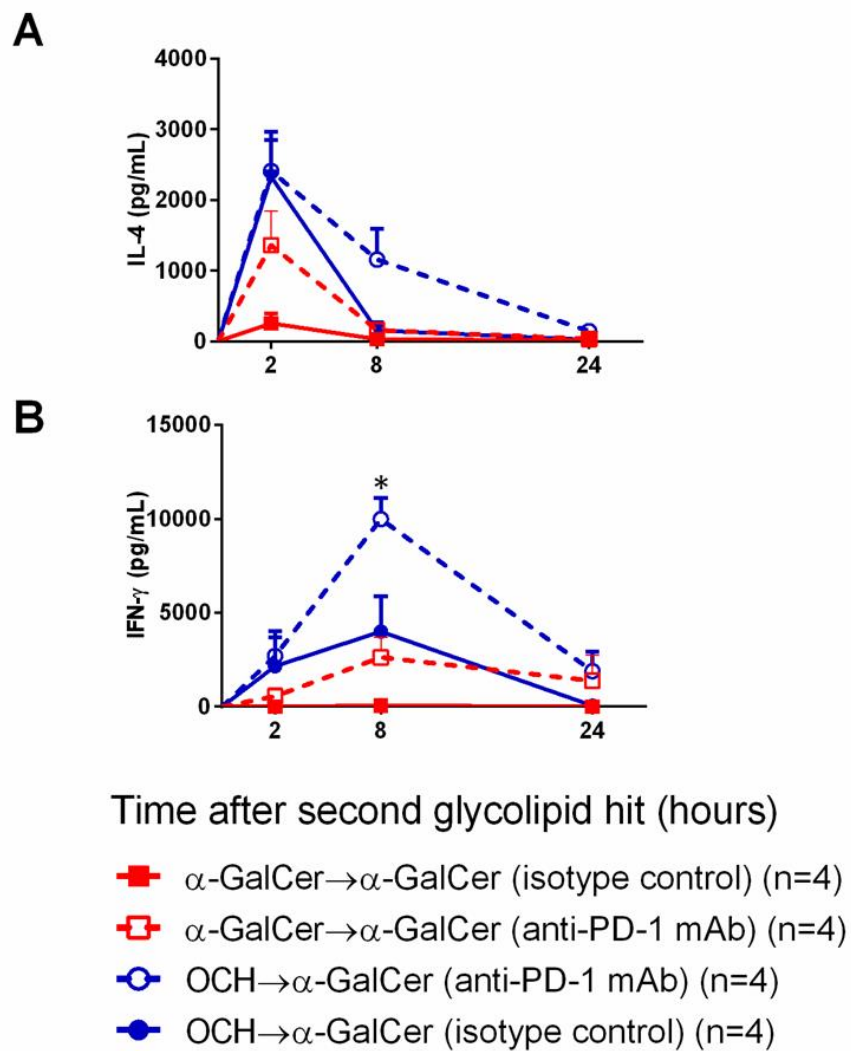 A
4000
3000
2000
1000
0
IL-4 (pg/mL)
2
8
24
B
15000
10000
5000
0
IFN-γ (pg/mL)
*
2
8
24
Time after second glycolipid hit (hours)
α-GalCer→α-GalCer (isotype control) (n=4)
α-GalCer→α-GalCer (anti-PD-1 mAb) (n=4)
OCH→α-GalCer (anti-PD-1 mAb) (n=4)
OCH→α-GalCer (isotype control) (n=4)